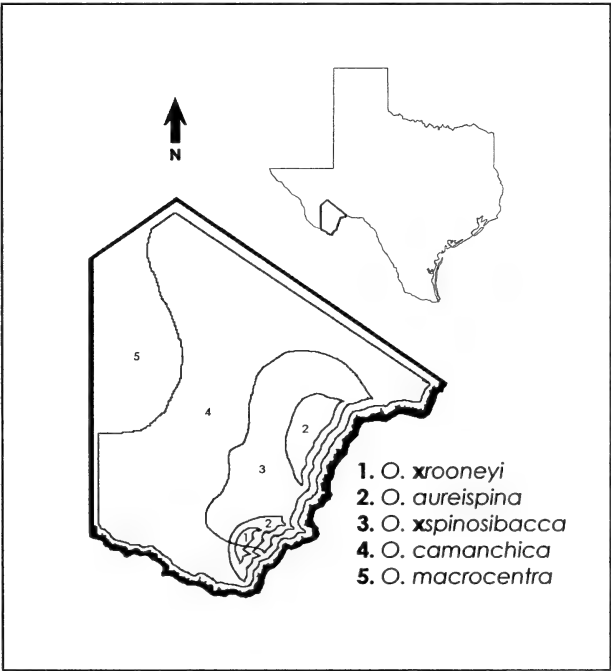 N
5
4
2
3
2
1
1. O. xrooneyi
2. O. aureispina
3. O. xspinosibacca
4. O. camanchica
5. O. macrocentra